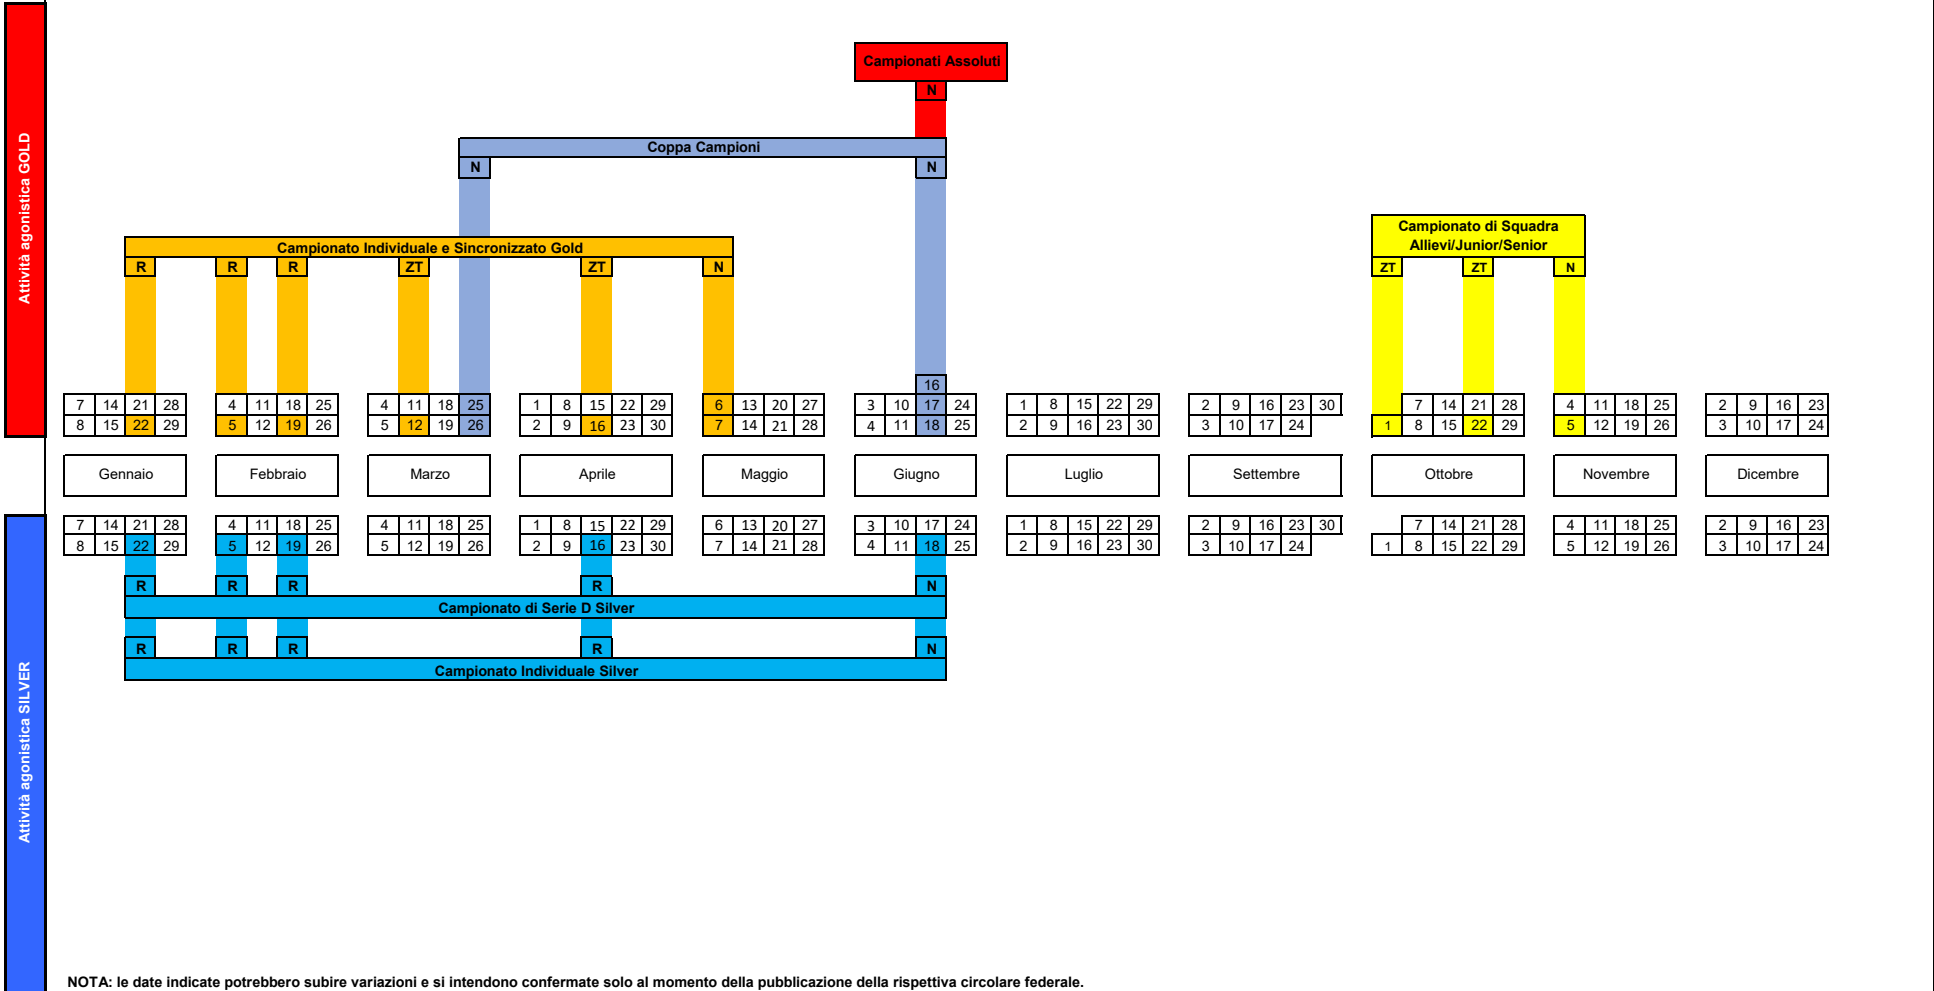 Attività agonistica GOLD
Campionati Assoluti
N
Coppa Campioni
N N
Campionato di Squadra
Allievi/Junior/Senior
Campionato Individuale e Sincronizzato Gold
R R R ZT ZT N ZT ZT N
16
7 14 21 28 4 11 18 25 4 11 18 25 1 8 15 22 29 6 13 20 27 3 10 17 24 1 8 15 22 29 2 9 16 23 30 7 14 21 28 4 11 18 25 2 9 16 23
8 15 22 29 5 12 19 26 5 12 19 26 2 9 16 23 30 7 14 21 28 4 11 18 25 2 9 16 23 30 3 10 17 24 1 8 15 22 29 5 12 19 26 3 10 17 24
Gennaio Febbraio Marzo Aprile Maggio Giugno Luglio Settembre Ottobre Novembre Dicembre
Attività agonistica SILVER
7 14 21 28 4 11 18 25 4 11 18 25 1 8 15 22 29 6 13 20 27 3 10 17 24 1 8 15 22 29 2 9 16 23 30 7 14 21 28 4 11 18 25 2 9 16 23
8 15 22 29 5 12 19 26 5 12 19 26 2 9 16 23 30 7 14 21 28 4 11 18 25 2 9 16 23 30 3 10 17 24 1 8 15 22 29 5 12 19 26 3 10 17 24
R R R R N
Campionato di Serie D Silver
R R R R N
Campionato Individuale Silver
NOTA: le date indicate potrebbero subire variazioni e si intendono confermate solo al momento della pubblicazione della rispettiva circolare federale.